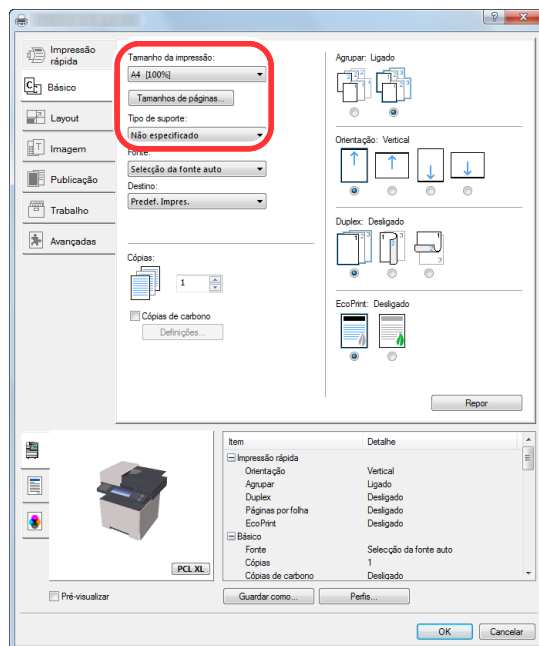 Impressão
rápida
Básico
Layout
Imagem
Publicação
Trabalho
Avançadas
Tamanho da impressão:
A4 [100%]
Tamanhos de páginas...
Tipo de suporte:
Não especificado
Fonte:
Selecção da fonte auto
Destino:
Predef. Impres.
Cópias:
1
Cópias de carbono
Definições...
Agrupar: Ligado
Orientação: Vertical
Duplex: Desligado
EcoPrint: Desligado
Repor
PCL XL
Item Detalhe
Impressão rápida
Orientação Vertical
Agrupar Ligado
Duplex Desligado
Páginas por folha Desligado
EcoPrint Desligado
Básico
Fonte Selecção da fonte auto
Cópias 1
Cópias de carbono Desligado
Pré-visualizar
Guardar como...
Perfis...
OK
Cancelar